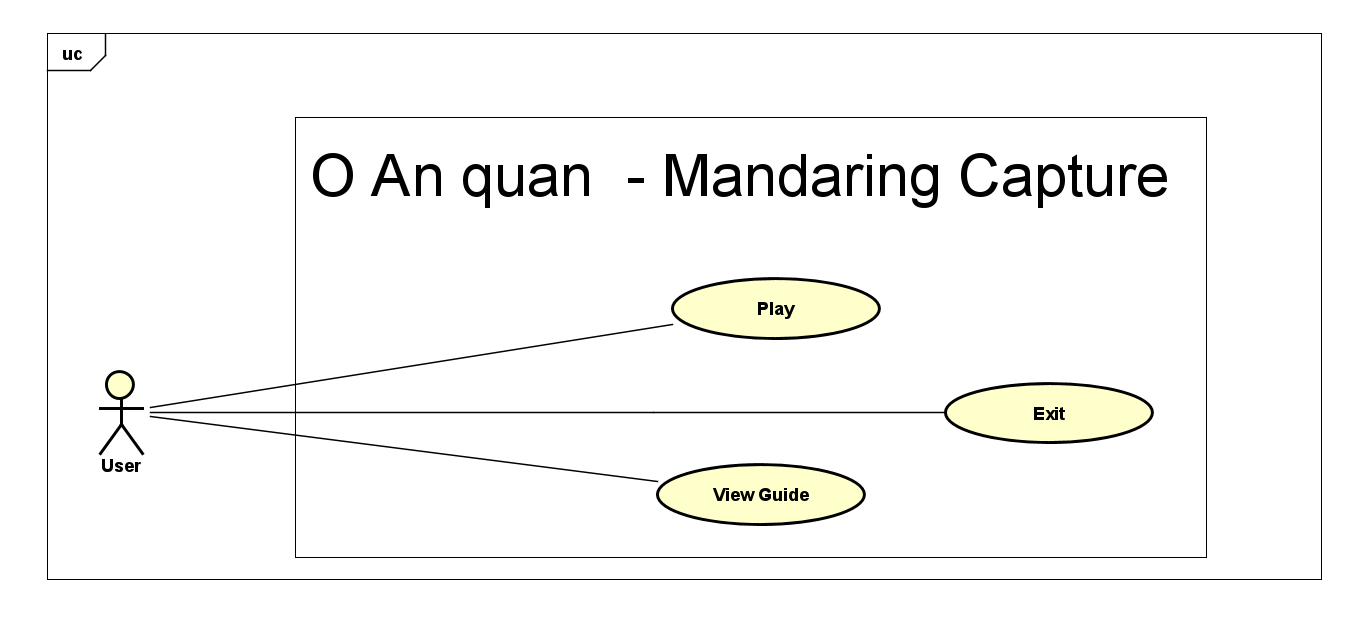 uc
O An quan - Mandaring Capture
Play
Exit
User
View Guide